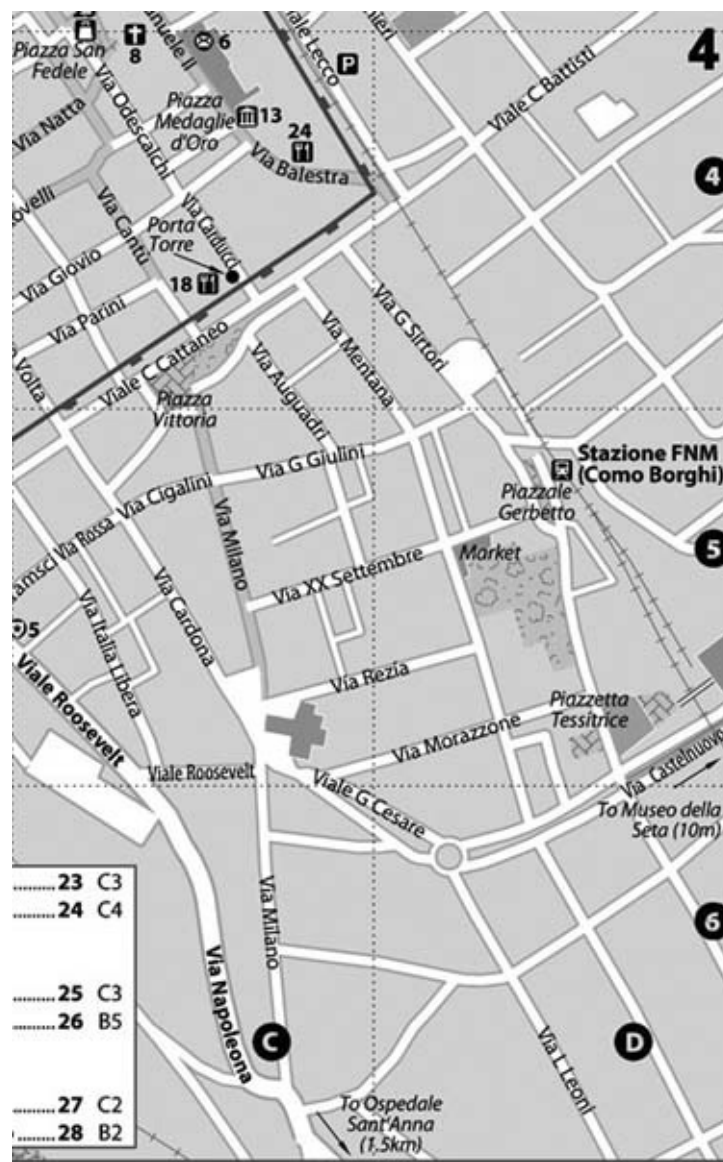 4
Piazza San
Fedele
8
6
Viale Lecco
P
Viale C Battisti
Via Odescalchi
Via Natta
Piazza
Medaglie
d'Oro
13
24
Via Balestra
4
Via Cantù
Via Carducci
Porta
Torre
18
Via Giovio
Via Parini
Viale C Cattaneo
Via G Sirtori
Via Mentana
Via Auguadri
Piazza
Vittoria
Volta
Stazione FNM
(Como Borghi)
Piazzale
Gerbetto
Via G Giulini
Via Cigalini
Via Rossa
Via Milano
5
Market
Via XX Settembre
Via Cardona
Via Italia Libera
5
Viale Roosevelt
Via Rezia
Piazzetta
Tessitrice
Via Morazzone
Viale Roosevelt
Via Castelnuovo
Viale G Cesare
To Museo della
Seta (10m)
23 C3
24 C4
25 C3
26 B5
27 C2
28 B2
Via Milano
Via Napoleona
6
C
D
Via L Leoni
To Ospedale
Sant'Anna
(1.5km)